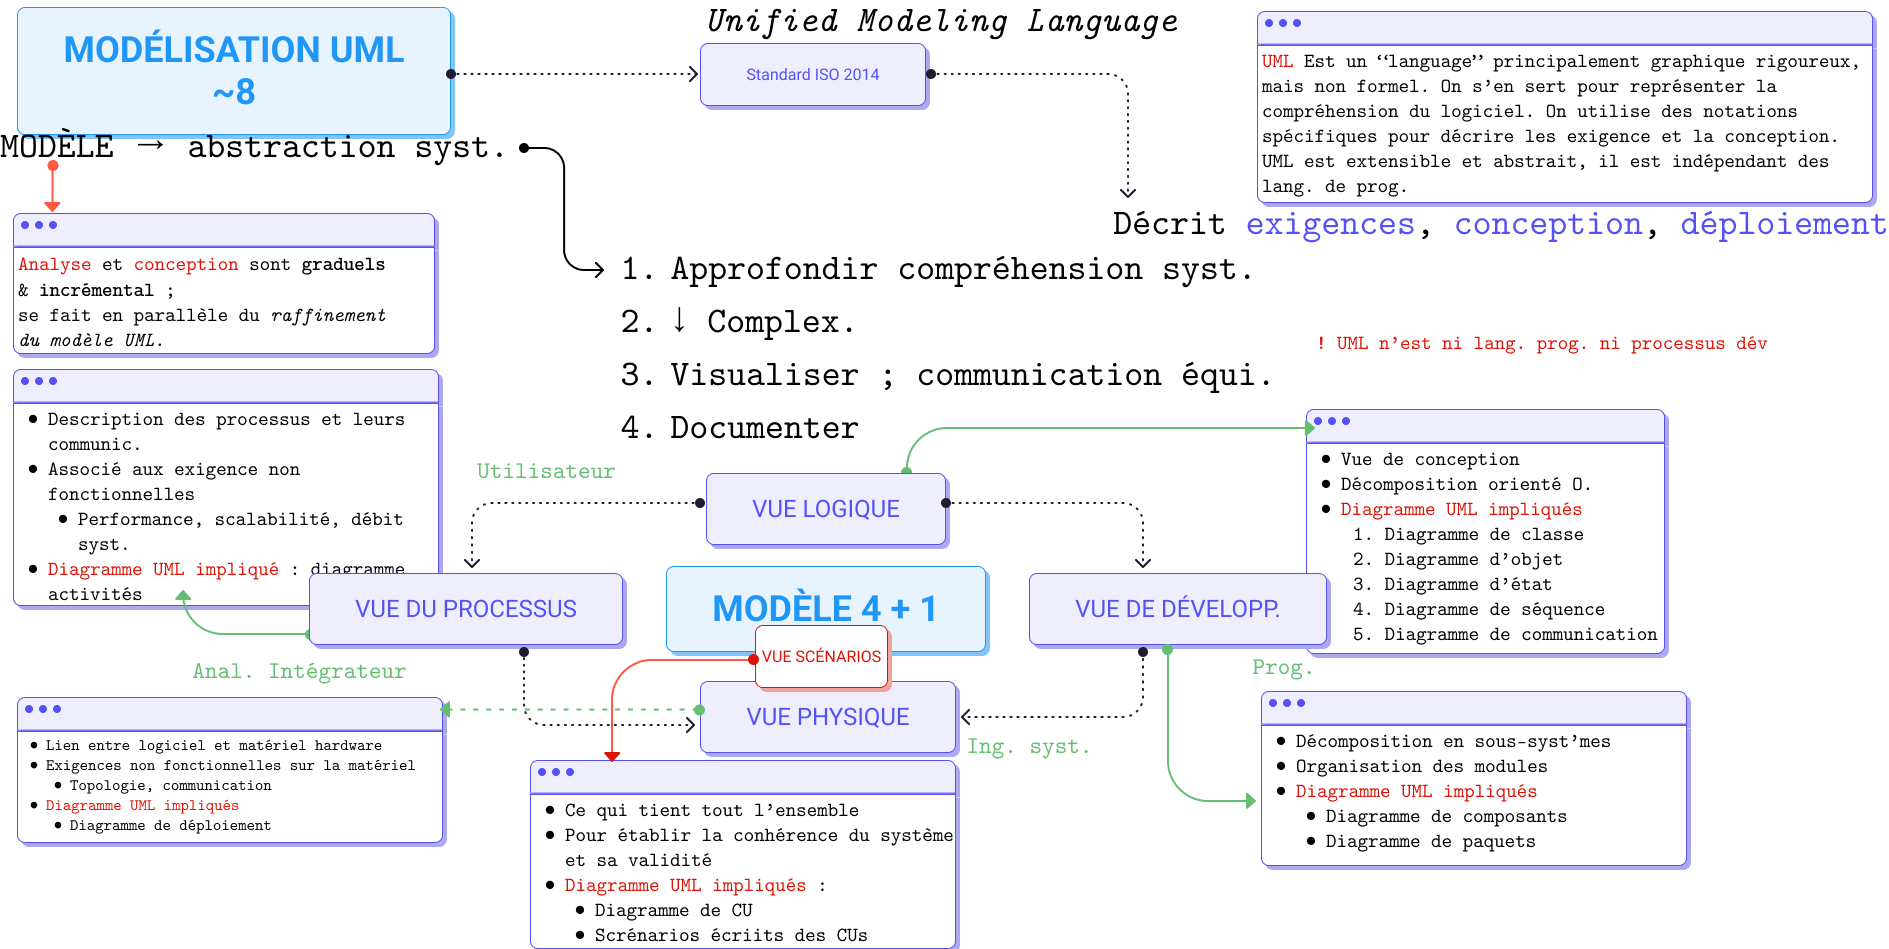 MODÉLISATION UML
~8
Unified Modeling Language
Standard ISO 2014
UML Est un “language” principalement graphique rigoureux,
mais non formel. On s’en sert pour représenter la
compréhension du logiciel. On utilise des notations
spécifiques pour décrire les exigence et la conception.
UML est extensible et abstrait, il est indépendant des
lang. de prog.
MODÈLE → abstraction syst.
Décrit exigences, conception, déploiement
Analyse et conception sont graduels
& incrémental ;
se fait en parallèle du raffinement
du modèle UML.
1. Approfondir compréhension syst.
2. ↓ Complex.
3. Visualiser ; communication équi.
4. Documenter
! UML n’est ni lang. prog. ni processus dév
• Description des processus et leurs
communic.
• Associé aux exigence non
fonctionnelles
• Performance, scalabilité, débit
syst.
• Diagramme UML impliqué : diagramme
activités
Utilisateur
VUE LOGIQUE
• Vue de conception
• Décomposition orienté O.
• Diagramme UML impliqués
1. Diagramme de classe
2. Diagramme d’objet
3. Diagramme d’état
4. Diagramme de séquence
5. Diagramme de communication
VUE DU PROCESSUS
MODÈLE 4 + 1
VUE DE DÉVELOPP.
VUE SCÉNARIOS
Anal. Intégrateur
Prog.
VUE PHYSIQUE
Ing. syst.
• Lien entre logiciel et matériel hardware
• Exigences non fonctionnelles sur la matériel
• Topologie, communication
• Diagramme UML impliqués
• Diagramme de déploiement
• Ce qui tient tout l’ensemble
• Pour établir la conhérence du système
et sa validité
• Diagramme UML impliqués :
• Diagramme de CU
• Scrénarios écriits des CUs
• Décomposition en sous-syst’mes
• Organisation des modules
• Diagramme UML impliqués
• Diagramme de composants
• Diagramme de paquets